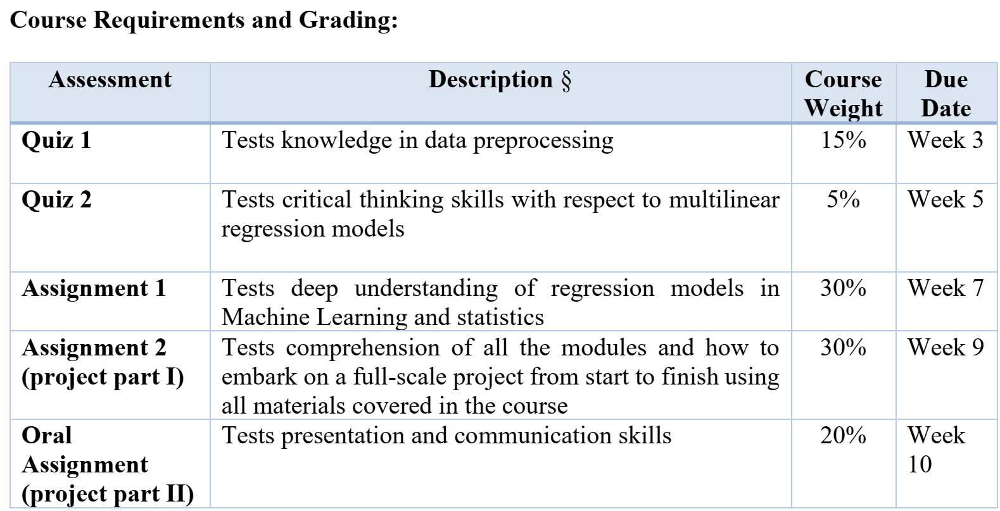 Course Requirements and Grading:
Assessment Description § Course Weight Due Date
Quiz 1 Tests knowledge in data preprocessing 15% Week 3
Quiz 2 Tests critical thinking skills with respect to multilinear 5% Week 5
regression models
Assignment 1 Tests deep understanding of regression models in 30% Week 7
Machine Learning and statistics
Assignment 2 Tests comprehension of all the modules and how to 30% Week 9
(project part I) embark on a full-scale project from start to finish using
all materials covered in the course
Oral Tests presentation and communication skills 20% Week
Assignment 10
(project part II)